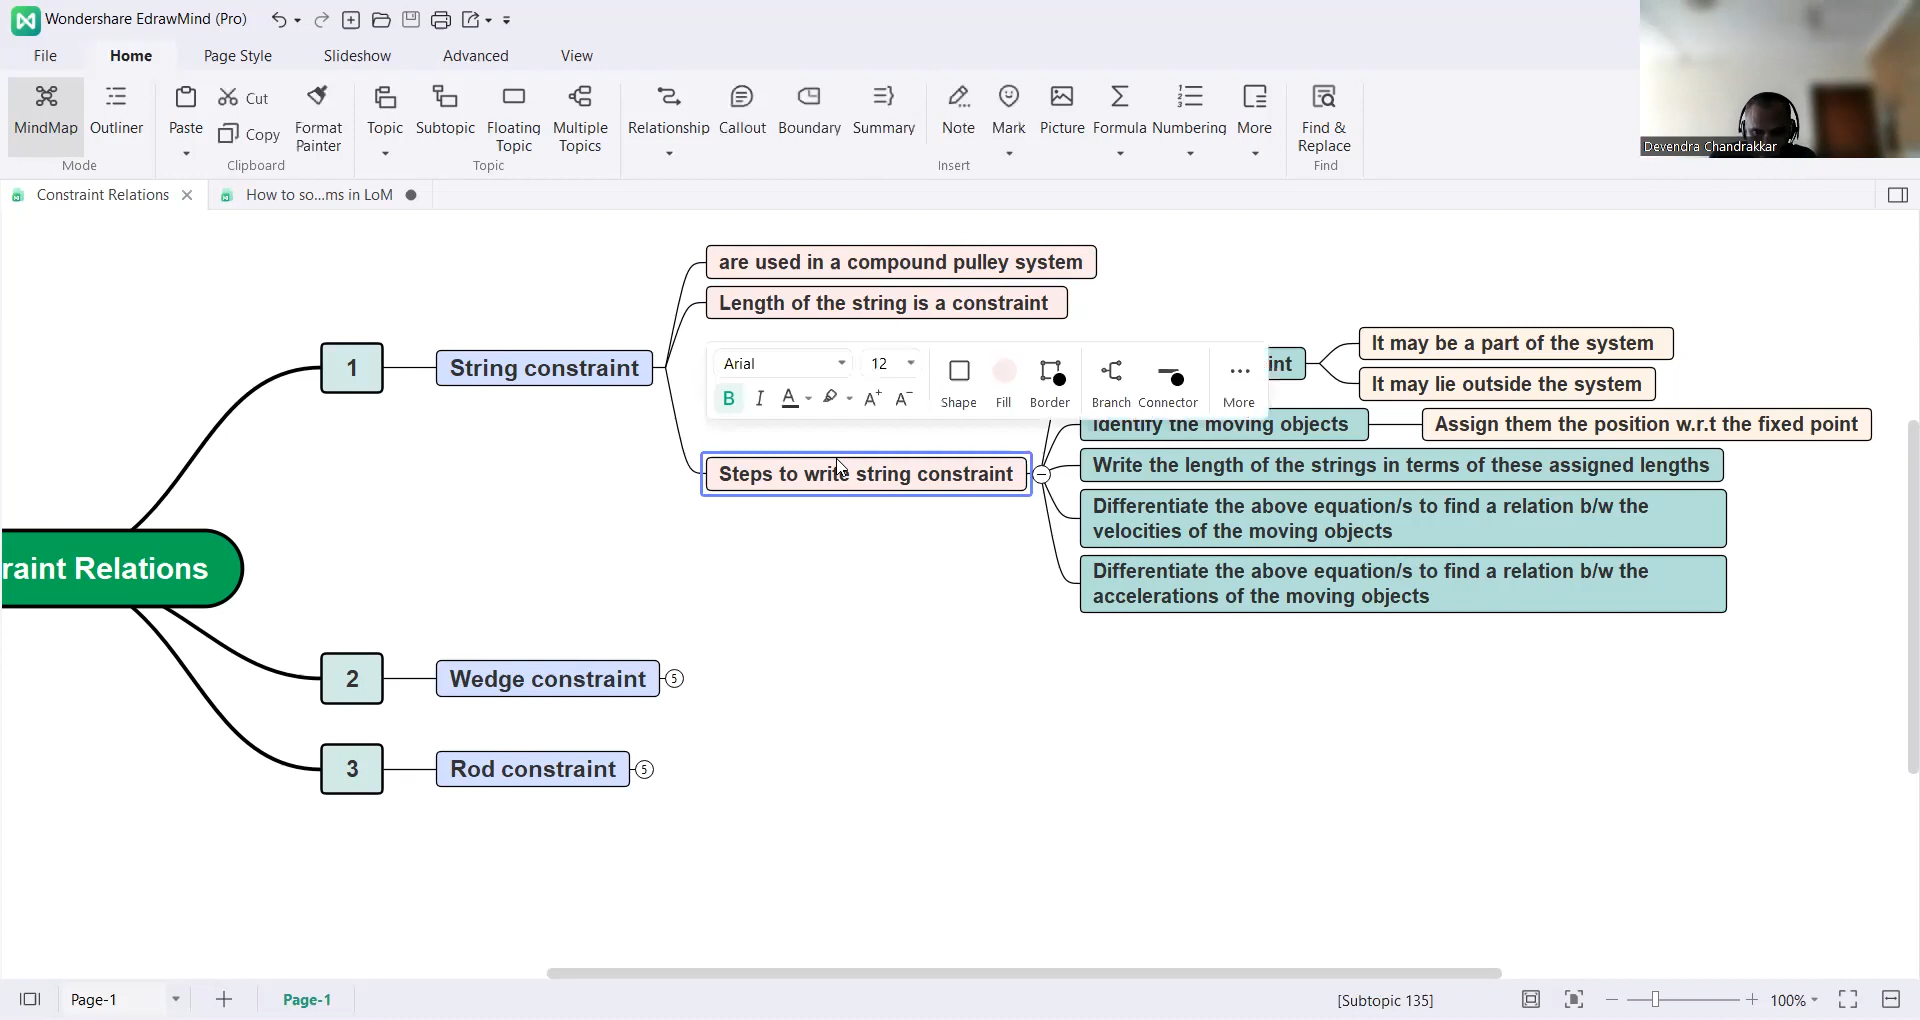 Wondershare EdrawMind (Pro)
File Home Page Style Slideshow Advanced View
MindMap Outliner Paste Cut Copy Format Painter Topic Subtopic Floating Topic Multiple Topics Relationship Callout Boundary Summary Note Mark Picture Formula Numbering More Find & Replace
Mode Clipboard Topic Insert Find
Devendra Chandrakkar
Constraint Relations How to so...ms in LoM
are used in a compound pulley system
Length of the string is a constraint
1 String constraint
Arial 12
B I A A+ A-
Shape Fill Border Branch Connector More
int
It may be a part of the system
It may lie outside the system
Identify the moving objects
Assign them the position w.r.t the fixed point
Steps to write string constraint
Write the length of the strings in terms of these assigned lengths
Differentiate the above equation/s to find a relation b/w the
velocities of the moving objects
Differentiate the above equation/s to find a relation b/w the
accelerations of the moving objects
raint Relations
2 Wedge constraint 5
3 Rod constraint 5
Page-1 Page-1 [Subtopic 135] 100%